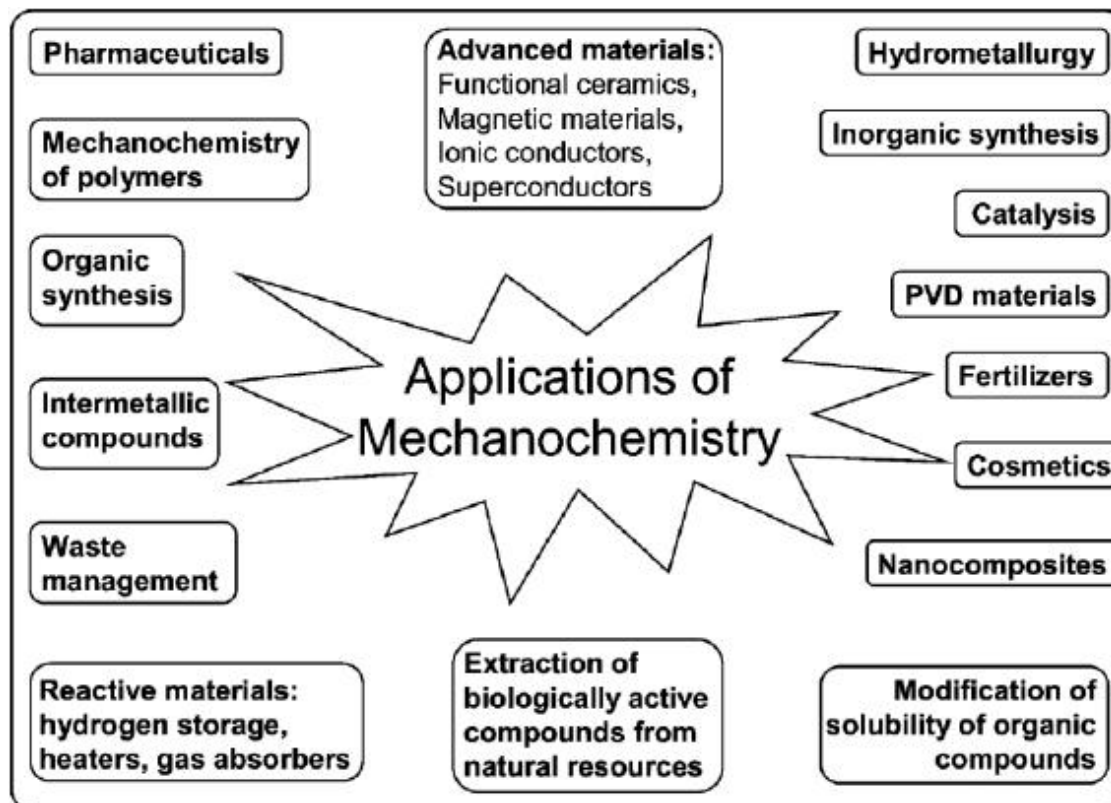 Pharmaceuticals
Mechanochemistry
of polymers
Organic
synthesis
Intermetallic
compounds
Waste
management
Reactive materials:
hydrogen storage,
heaters, gas absorbers
Advanced materials:
Functional ceramics,
Magnetic materials,
Ionic conductors,
Superconductors
Applications of
Mechanochemistry
Extraction of
biologically active
compounds from
natural resources
Hydrometallurgy
Inorganic synthesis
Catalysis
PVD materials
Fertilizers
Cosmetics
Nanocomposites
Modification of
solubility of organic
compounds